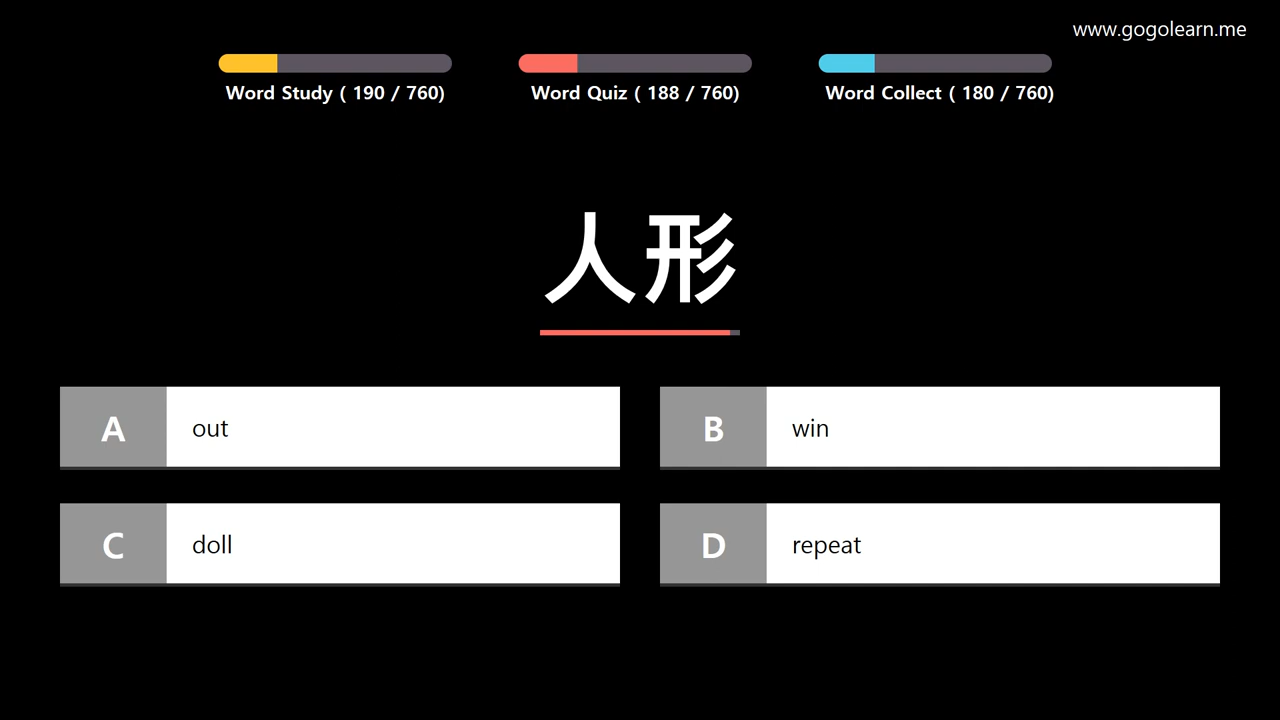 www.gogolearn.me
Word Study ( 190 / 760)
Word Quiz ( 188 / 760)
Word Collect ( 180 / 760)
人形
A out
B win
C doll
D repeat